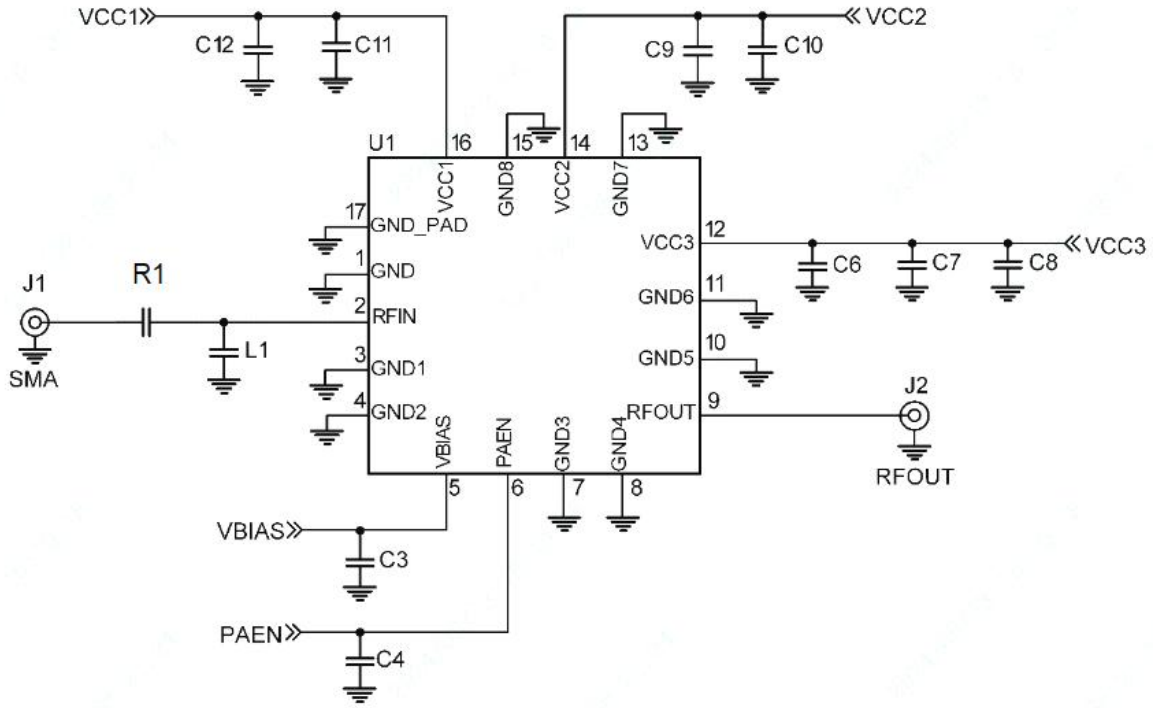 VCC1
VCC2
C12
C11
C9
C10
U1
16
15
14
13
VCC1
GND8
VCC2
GND7
17
GND_PAD
VCC3
12
VCC3
C6
C7
C8
1
GND
R1
J1
GND6
11
2
RFIN
L1
SMA
3
GND1
GND5
10
4
GND2
RFOUT
9
J2
RFOUT
VBIAS
PAEN
GND3
GND4
5
6
7
8
VBIAS
C3
PAEN
C4